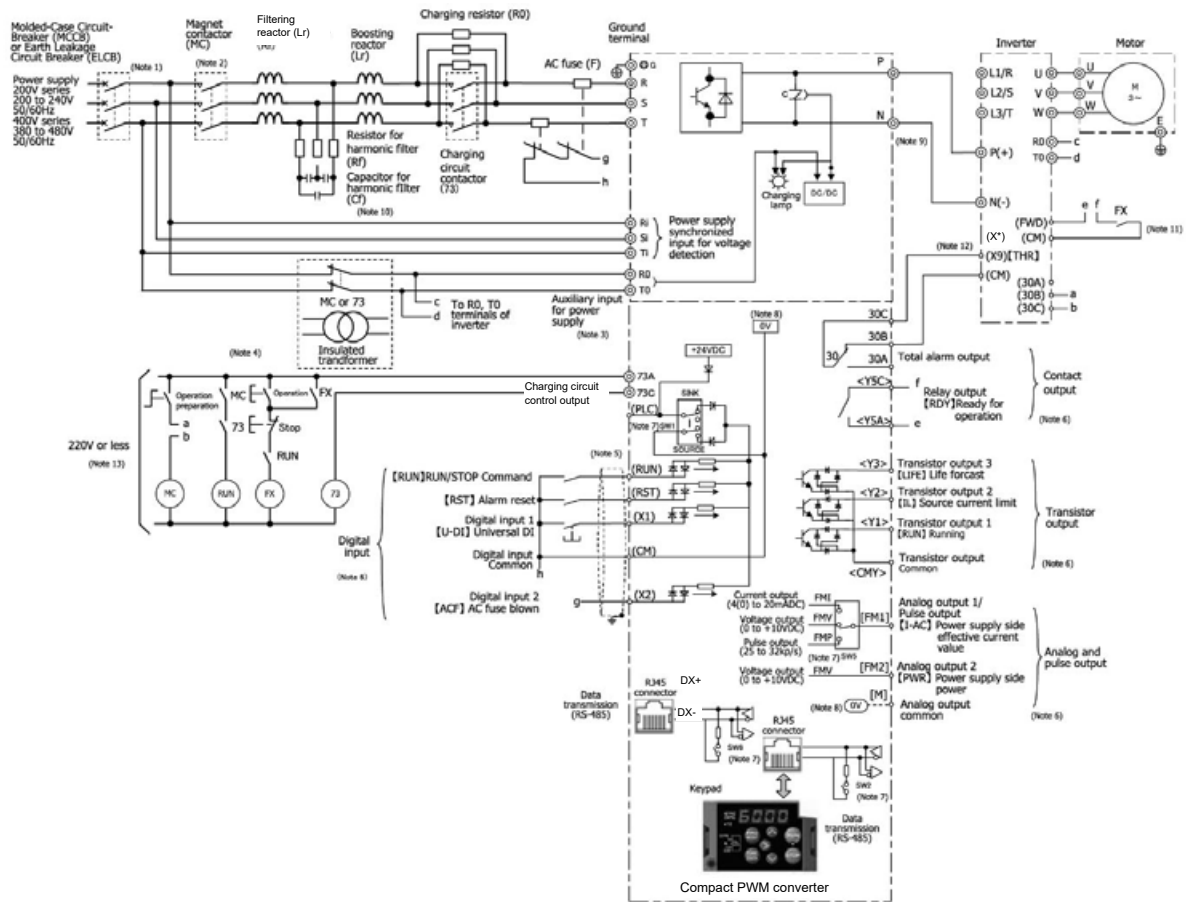 Molded-Case Circuit-
Breaker (MCCB)
or Earth Leakage
Circuit Breaker (ELCB)
(Note 1)
Magnet
contactor
(MC)
(Note 2)
Filtering
reactor (Lr)
Boosting
reactor
(Lr)
Charging resistor (R0)
AC fuse (F)
Ground
terminal
Power supply
200V series
200 to 240V
50/60Hz
400V series
380 to 480V
50/60Hz
Resistor for
harmonic filter
(Rf)
Capacitor for
harmonic filter
(Cf)
(Note 10)
Charging
circuit
contactor
(73)
g
h
G
R
S
T
Ri
Si
Ti
R0
T0
Power supply
synchronized
input for voltage
detection
MC or 73
Insulated
trandformer
c
d
To R0, T0
terminals of
inverter
Auxiliary input
for power
supply
(Note 3)
C
Charging
lamp
DC/DC
P
N
(Note 9)
Inverter
Motor
L1/R
L2/S
L3/T
U
V
W
U
V
W
M
3~
E
R0
T0
c
d
P(+)
N(-)
e f
FX
(FWD)
(X*)
(CM)
(Note 11)
(Note 12)
(X9)【THR】
(CM)
(30A)
(30B)
(30C)
a
b
(Note 8)
0V
+24VDC
30
30C
30B
30A
Total alarm output
<Y5C>
f
Relay output
【RDY】Ready for
operation
<Y5A>
e
Contact
output
(Note 6)
(Note 4)
220V or less
(Note 13)
Operation
preparation
a
b
MC
73
Operation
FX
Stop
RUN
MC
RUN
FX
73
73A
73C
Charging circuit
control output
(PLC)
(Note 7)
SW1
SINK
SOURCE
(Note 5)
Digital
input
(Note 6)
【RUN】RUN/STOP Command
【RST】Alarm reset
Digital input 1
【U-DI】Universal DI
Digital input
Common
h
Digital input 2
【ACF】AC fuse blown
g
(RUN)
(RST)
(X1)
(CM)
(X2)
<Y3>
Transistor output 3
【LIFE】Life forcast
<Y2>
Transistor output 2
【IL】Source current limit
<Y1>
Transistor output 1
【RUN】Running
Transistor output
Common
<CMY>
Transistor
output
(Note 6)
Current output
(4(0) to 20mADC)
FMI
Voltage output
(0 to +10VDC)
FMV
Pulse output
(25 to 32kp/s)
FMP
(Note 7)
SW5
[FM1]
Analog output 1/
Pulse output
【I-AC】Power supply side
effective current
value
Voltage output
(0 to +10VDC)
FMV
[FM2]
Analog output 2
【PWR】Power supply side
power
[M]
(Note 8)
0V
Analog output
common
Analog and
pulse output
(Note 6)
Data
transmission
(RS-485)
RJ45
connector
DX+
DX-
SW6
(Note 7)
RJ45
connector
SW2
(Note 7)
Keypad
6000
Data
transmission
(RS-485)
Compact PWM converter